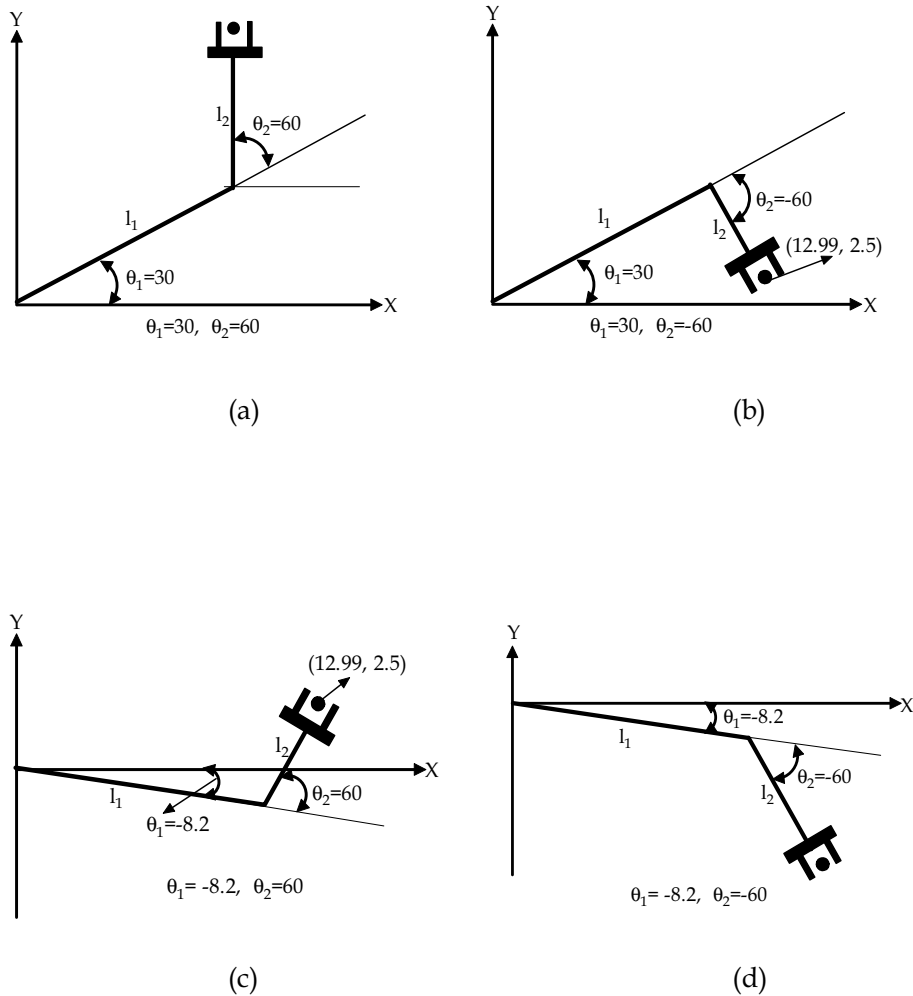 Y
l₂
θ₂=60
l₁
θ₁=30
X
θ₁=30, θ₂=60
(a)
Y
l₁
θ₂=-60
l₂
(12.99, 2.5)
θ₁=30
X
θ₁=30, θ₂=-60
(b)
Y
(12.99, 2.5)
l₂
X
l₁
θ₂=60
θ₁=-8.2
θ₁= -8.2, θ₂=60
(c)
Y
X
θ₁=-8.2
l₁
θ₂=-60
l₂
θ₁= -8.2, θ₂=-60
(d)